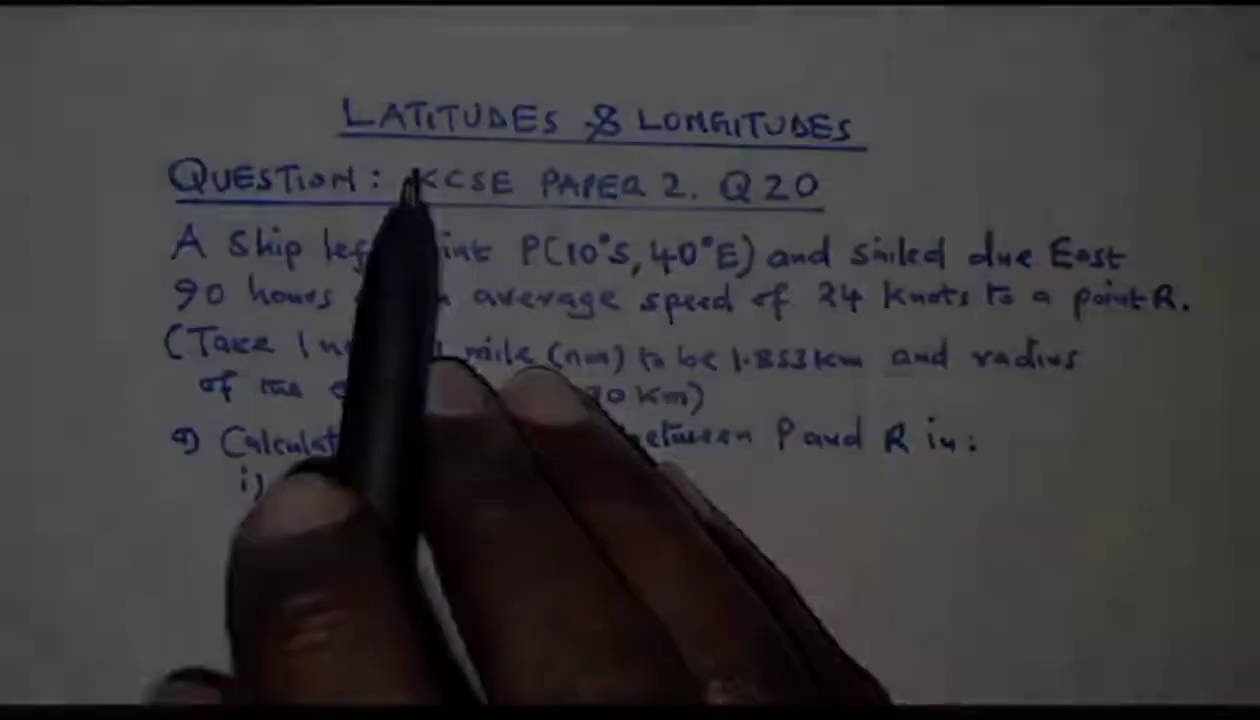 LATITUDES & LONGITUDES
QUESTION: KCSE PAPER 2. Q20
A Ship P(10°S, 40°E) and sailed due East
90 hours average speed of 24 Knots to a point R.
(Take 1 mile (nm) to be 1.853km and radius
of the km)
a) between P and R in:
i)